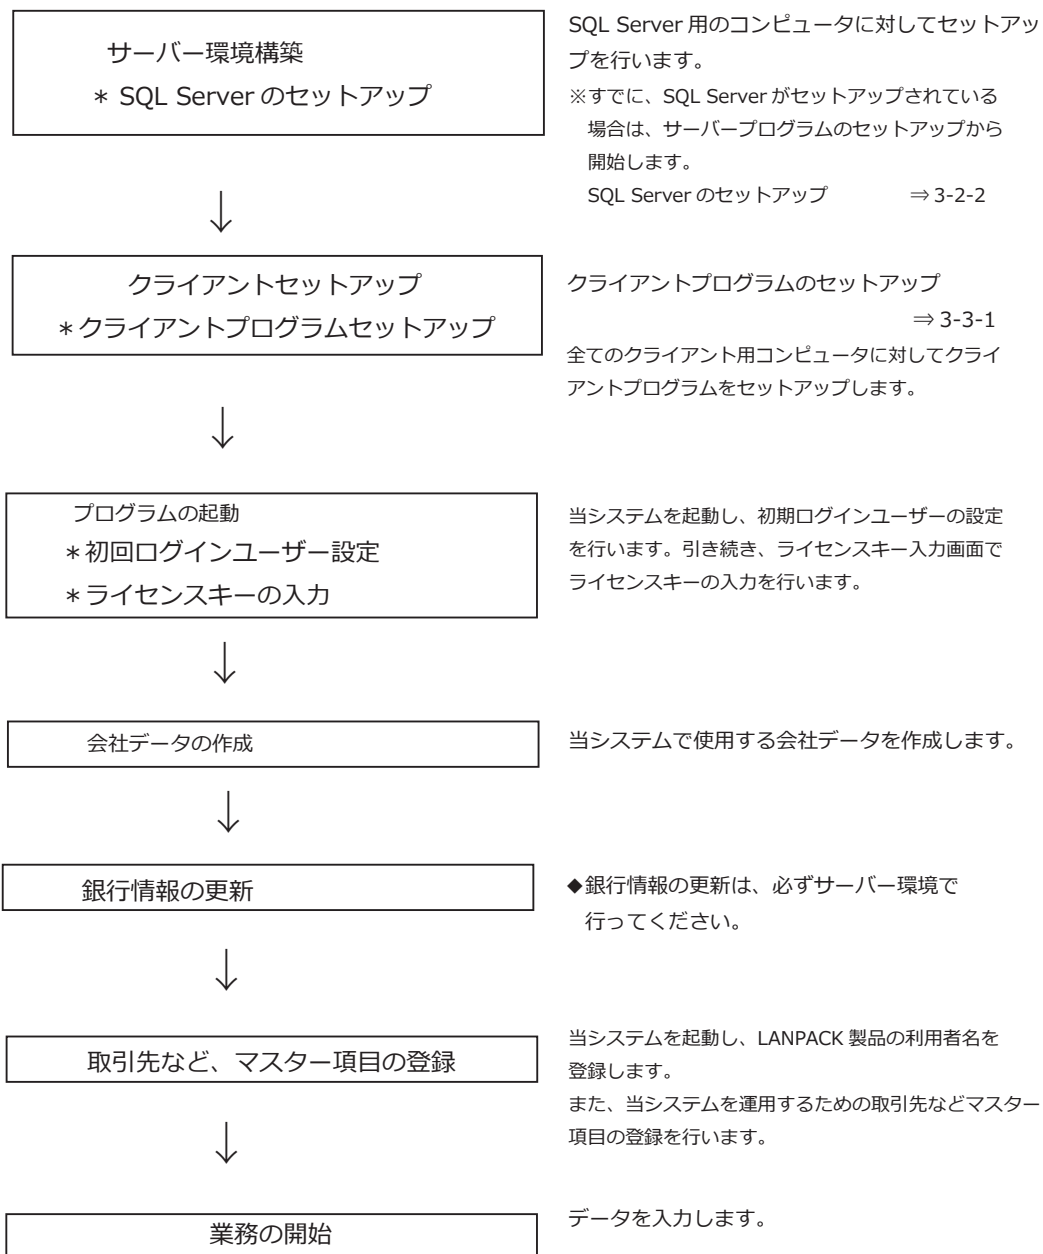 サーバー環境構築
＊ SQL Server のセットアップ
SQL Server 用のコンピュータに対してセットアッ
プを行います。
※すでに、SQL Server がセットアップされている
場合は、サーバープログラムのセットアップから
開始します。
SQL Server のセットアップ ⇒ 3-2-2
↓
クライアントセットアップ
＊クライアントプログラムセットアップ
クライアントプログラムのセットアップ
⇒ 3-3-1
全てのクライアント用コンピュータに対してクライ
アントプログラムをセットアップします。
↓
プログラムの起動
＊初回ログインユーザー設定
＊ライセンスキーの入力
当システムを起動し、初期ログインユーザーの設定
を行います。引き続き、ライセンスキー入力画面で
ライセンスキーの入力を行います。
↓
会社データの作成
当システムで使用する会社データを作成します。
↓
銀行情報の更新
◆銀行情報の更新は、必ずサーバー環境で
行ってください。
↓
取引先など、マスター項目の登録
当システムを起動し、LANPACK 製品の利用者名を
登録します。
また、当システムを運用するための取引先などマスター
項目の登録を行います。
↓
業務の開始
データを入力します。